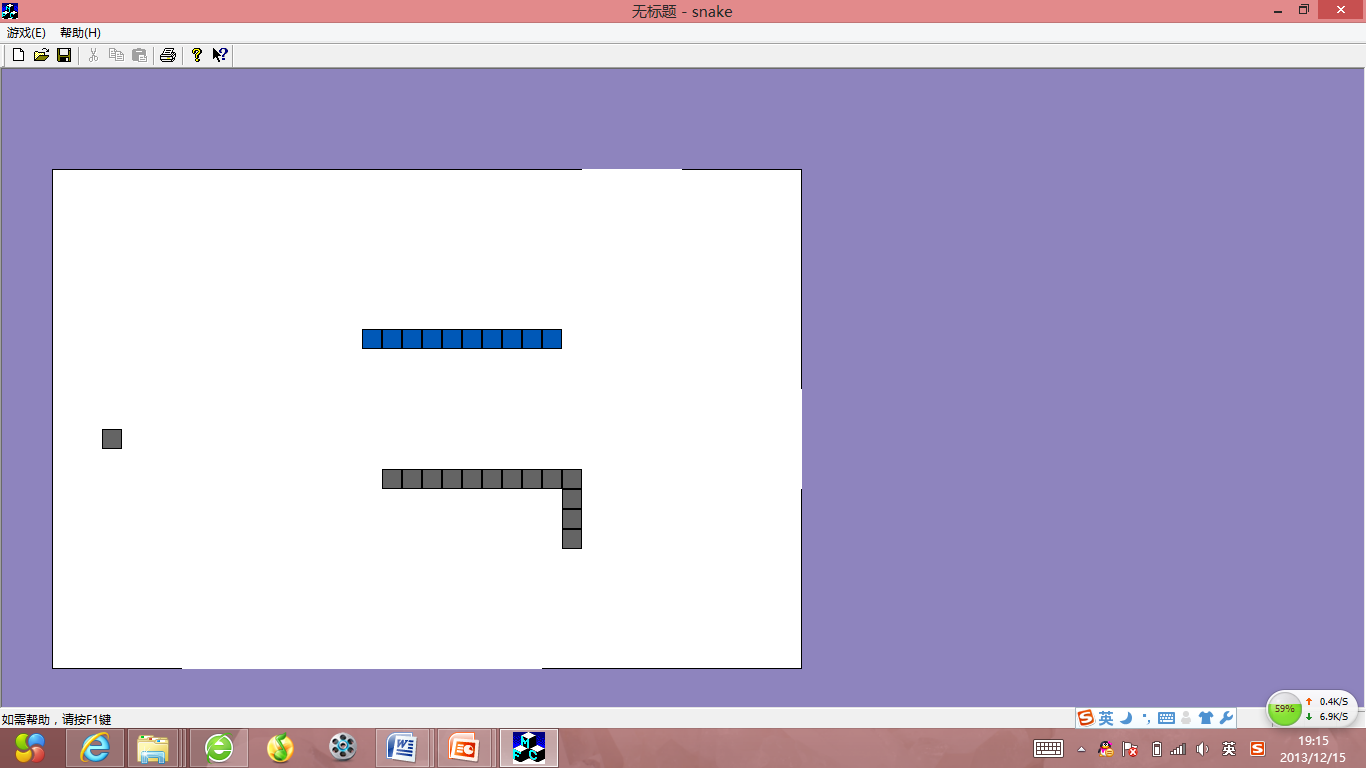 无标题 - snake
游戏(E) 帮助(H)
如需帮助，请按F1键
英
59%
0.4K/S
6.9K/S
英
19:15
2013/12/15